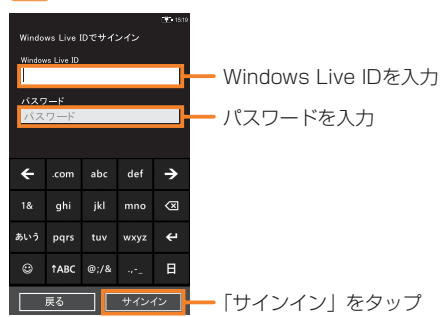 15:19
Windows Live IDでサインイン
Windows Live ID
Windows Live IDを入力
パスワード
パスワード
パスワードを入力
← .com abc def →
1& ghi jkl mno ⌫
あいう pqrs tuv wxyz ↵
☺ ↑ABC @;/& .,-_ 日
戻る サインイン
「サインイン」をタップ